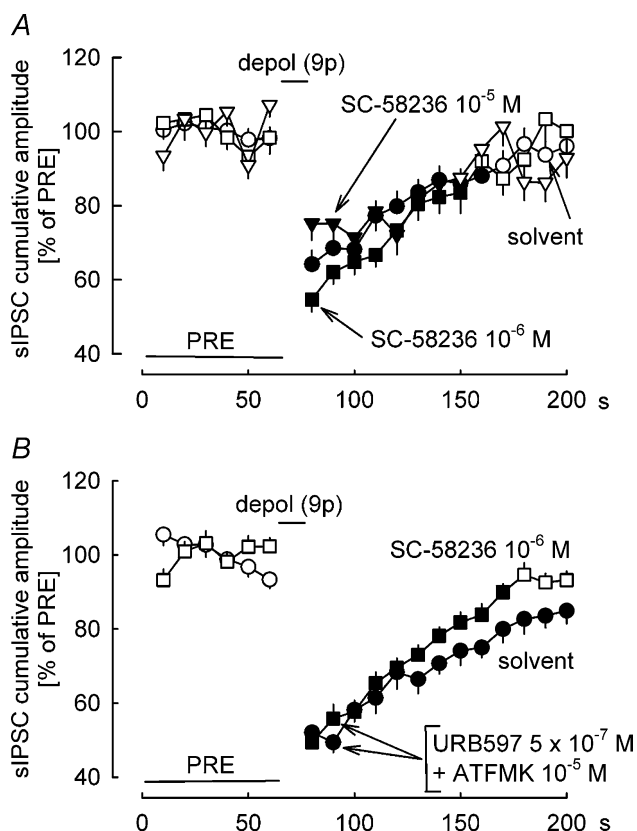 A
sIPSC cumulative amplitude
[% of PRE]
120
100
80
60
40
depol (9p)
SC-58236 10⁻⁵ M
solvent
SC-58236 10⁻⁶ M
PRE
0
50
100
150
200
s
B
sIPSC cumulative amplitude
[% of PRE]
120
100
80
60
40
depol (9p)
SC-58236 10⁻⁶ M
solvent
URB597 5 x 10⁻⁷ M
+ ATFMK 10⁻⁵ M
PRE
0
50
100
150
200
s